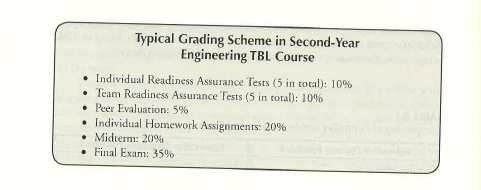 Typical Grading Scheme in Second-Year
Engineering TBL Course
• Individual Readiness Assurance Tests (5 in total): 10%
• Team Readiness Assurance Tests (5 in total): 10%
• Peer Evaluation: 5%
• Individual Homework Assignments: 20%
• Midterm: 20%
• Final Exam: 35%